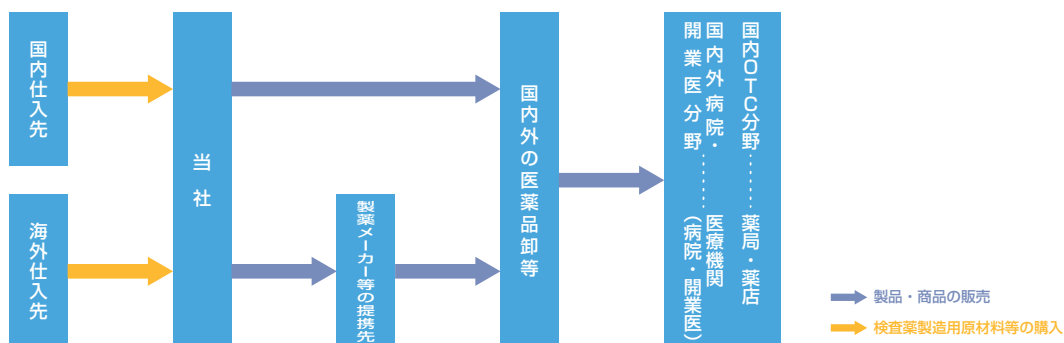 国内仕入先
海外仕入先
当社
製薬メーカー等の提携先
国内外の医薬品卸等
国内OTC分野………薬局・薬店
国内外病院・………医療機関
開業医分野　（病院・開業医）
製品・商品の販売
検査薬製造用原材料等の購入